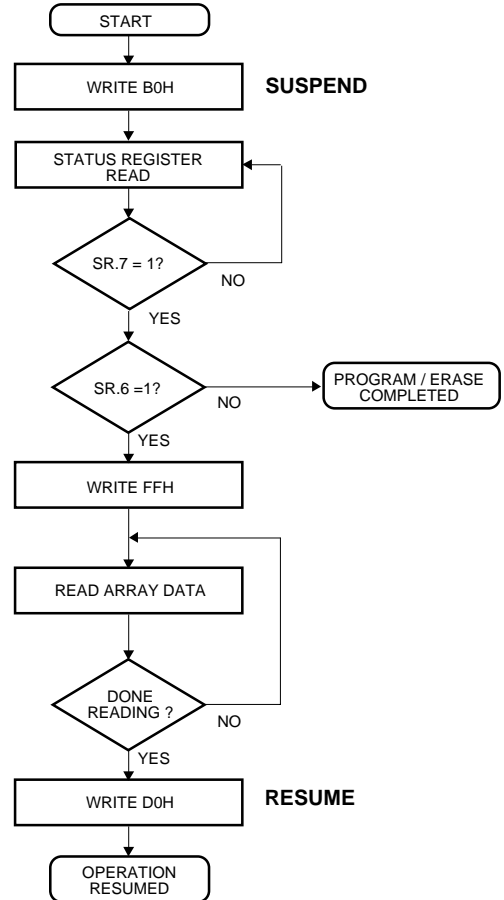 START
WRITE B0H
SUSPEND
STATUS REGISTER
READ
SR.7 = 1?
NO
YES
SR.6 =1?
NO
PROGRAM / ERASE
COMPLETED
YES
WRITE FFH
READ ARRAY DATA
DONE
READING ?
NO
YES
WRITE D0H
RESUME
OPERATION
RESUMED